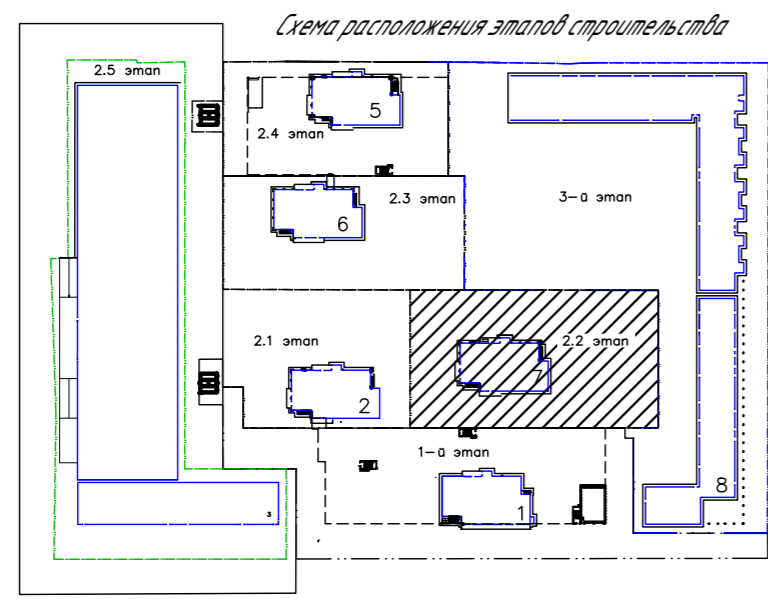 Схема расположения этапов строительства
2.5 этап
5
2.4 этап
2.3 этап
3-й этап
6
2.1 этап
2.2 этап
7
2
1-й этап
8
1
3